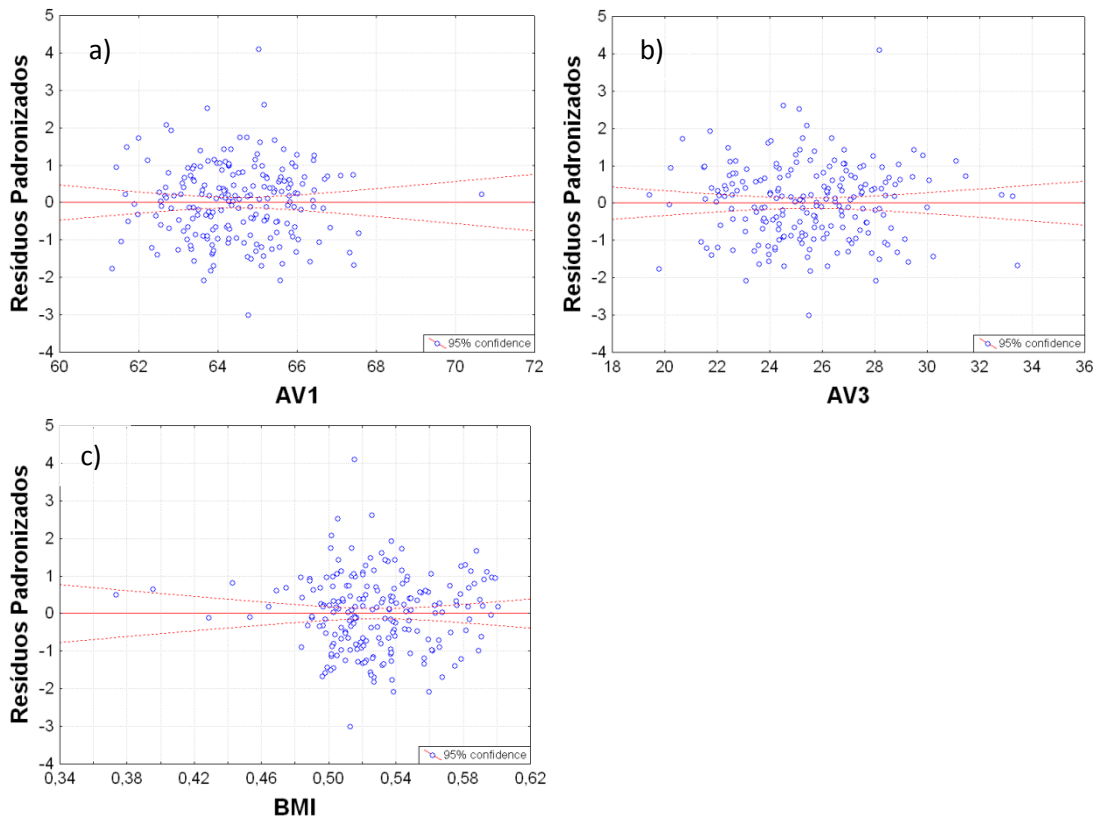 a)
Resíduos Padronizados
5
4
3
2
1
0
-1
-2
-3
-4
60 62 64 66 68 70 72
95% confidence
AV1
b)
Resíduos Padronizados
5
4
3
2
1
0
-1
-2
-3
-4
18 20 22 24 26 28 30 32 34 36
95% confidence
AV3
c)
Resíduos Padronizados
5
4
3
2
1
0
-1
-2
-3
-4
0,34 0,38 0,42 0,46 0,50 0,54 0,58 0,62
95% confidence
BMI